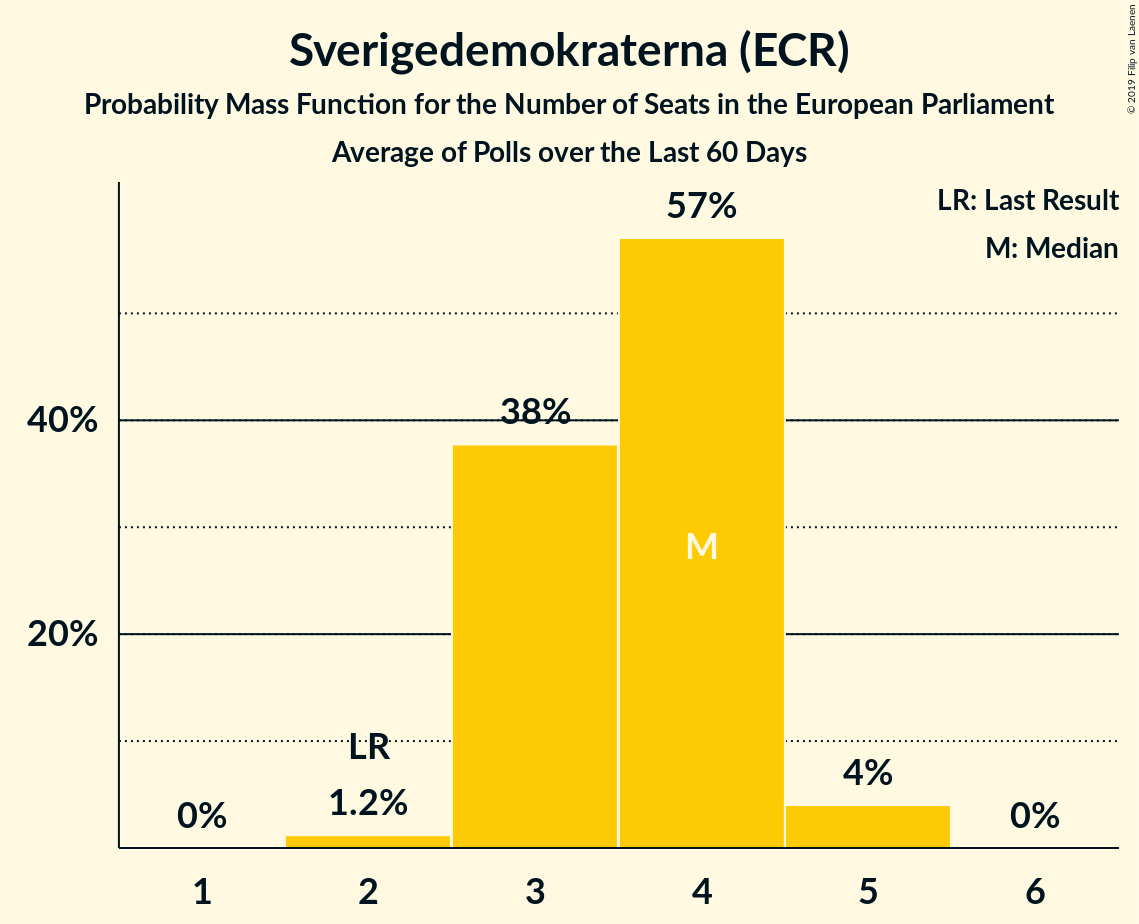 Sverigedemokraterna (ECR)
Probability Mass Function for the Number of Seats in the European Parliament
Average of Polls over the Last 60 Days
© 2019 Filip van Laenen
LR: Last Result
M: Median
57%
40%
38%
M
20%
LR
1.2%
4%
0%
0%
1 2 3 4 5 6